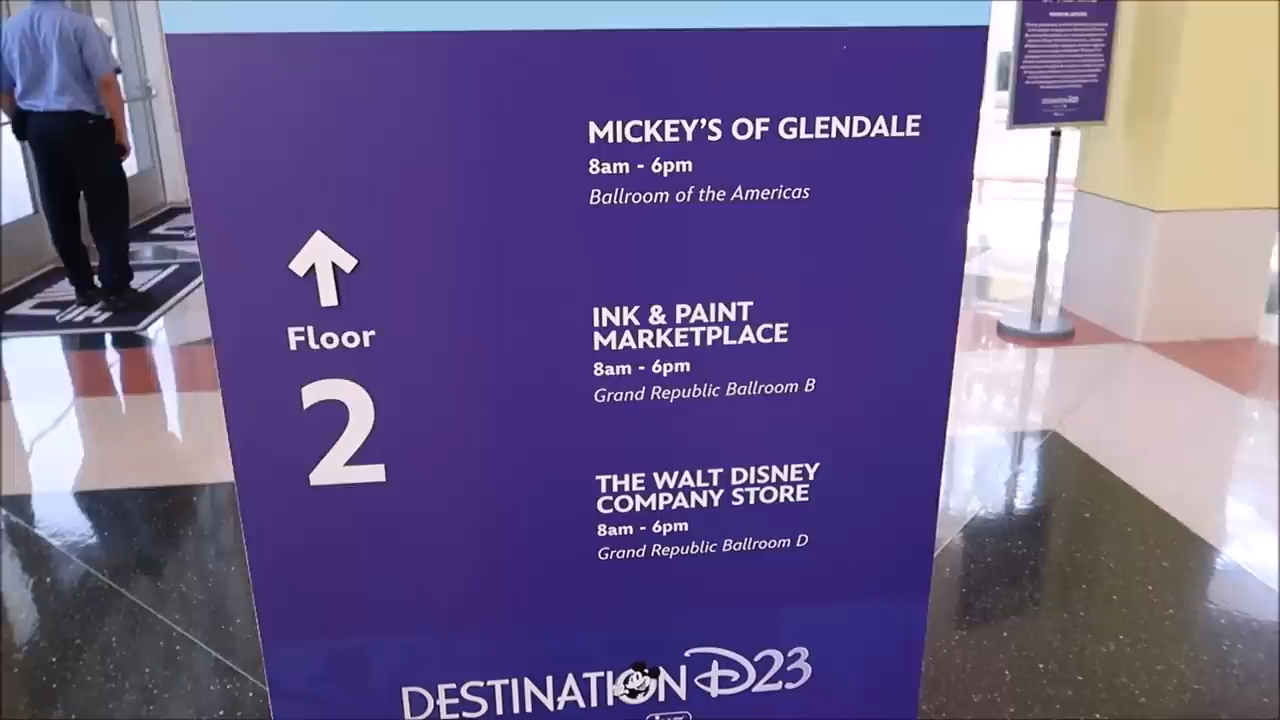 MICKEY'S OF GLENDALE
8am - 6pm
Ballroom of the Americas
Floor
2
INK & PAINT
MARKETPLACE
8am - 6pm
Grand Republic Ballroom B
THE WALT DISNEY
COMPANY STORE
8am - 6pm
Grand Republic Ballroom D
DESTINATION D23